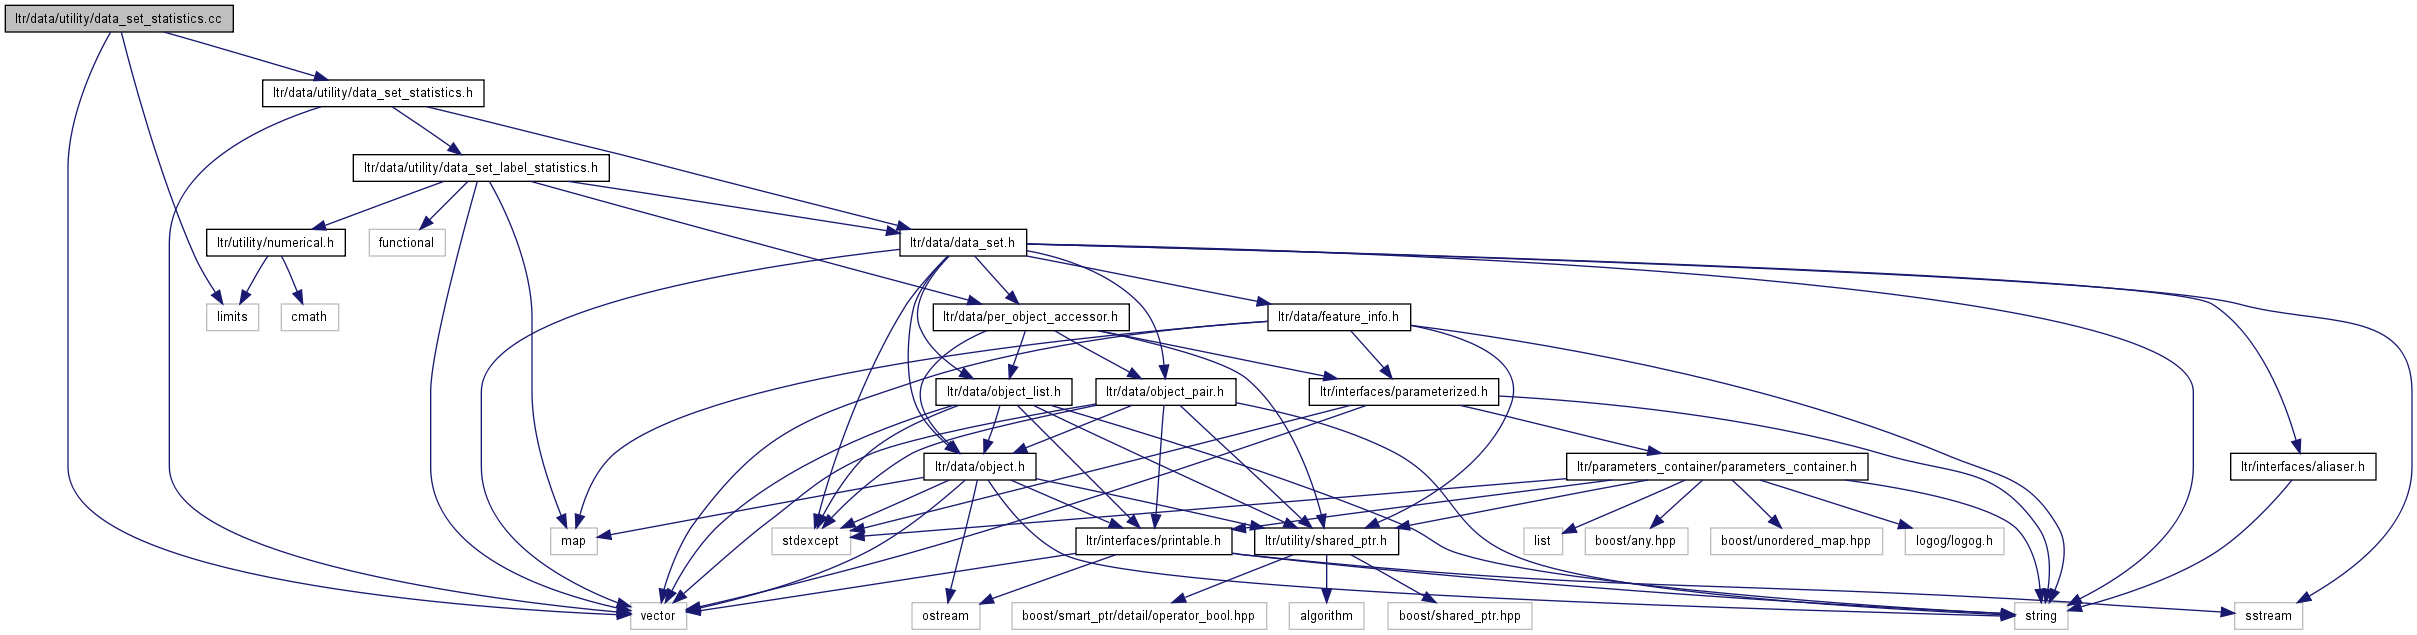 ltr/data/utility/data_set_statistics.cc
ltr/data/utility/data_set_statistics.h
ltr/data/utility/data_set_label_statistics.h
ltr/utility/numerical.h
functional
ltr/data/data_set.h
limits
cmath
ltr/data/per_object_accessor.h
ltr/data/feature_info.h
ltr/data/object_list.h
ltr/data/object_pair.h
ltr/interfaces/parameterized.h
ltr/data/object.h
ltr/parameters_container/parameters_container.h
ltr/interfaces/aliaser.h
map
stdexcept
ltr/interfaces/printable.h
ltr/utility/shared_ptr.h
list
boost/any.hpp
boost/unordered_map.hpp
logog/logog.h
vector
ostream
boost/smart_ptr/detail/operator_bool.hpp
algorithm
boost/shared_ptr.hpp
string
sstream